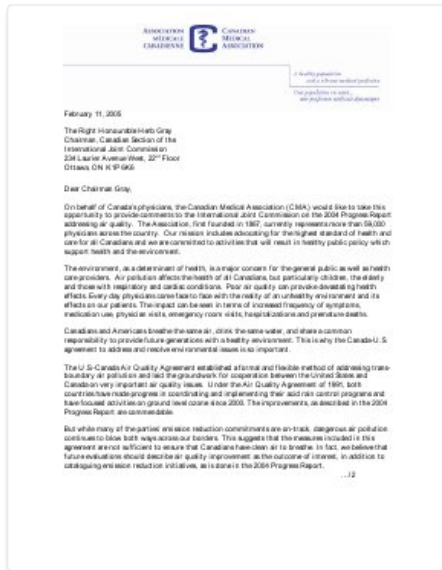 ASSOCIATION
MÉDICALE
CANADIENNE
CANADIAN
MEDICAL
ASSOCIATION
A healthy population
and a vibrant medical profession
Une population en santé
une profession médicale dynamique
February 11, 2005
The Right Honourable Herb Gray
Chairman, Canadian Section of the
International Joint Commission
234 Laurier Avenue West, 22nd Floor
Ottawa, ON K1P 6K6
Dear Chairman Gray,
On behalf of Canada's physicians, the Canadian Medical Association (CMA) would like to take this
opportunity to provide comments to the International Joint Commission on the 2004 Progress Report
addressing air quality. The Association, first founded in 1867, currently represents more than 59,000
physicians across the country. Our mission includes advocating for the highest standard of health and
care for all Canadians and we are committed to activities that will result in healthy public policy which
support health and the environment.
The environment, as a determinant of health, is a major concern for the general public as well as health
care providers. Air pollution affects the health of all Canadians, but particularly children, the elderly
and those with respiratory and cardiac conditions. Poor air quality can provoke devastating health
effects. Every day physicians come face to face with the reality of an unhealthy environment and its
effects on our patients. The impact can be seen in terms of increased frequency of symptoms,
medication use, physician visits, emergency room visits, hospitalizations and premature deaths.
Canadians and Americans breathe the same air, drink the same water, and share a common
responsibility to provide future generations with a healthy environment. This is why the Canada-U.S.
agreement to address and resolve environmental issues is so important.
The U.S-Canada Air Quality Agreement established a formal and flexible method of addressing trans-
boundary air pollution and laid the groundwork for cooperation between the United States and
Canada on very important air quality issues. Under the Air Quality Agreement of 1991, both
countries have made progress in coordinating and implementing their acid rain control programs and
have focused activities on ground level ozone since 2000. The improvements, as described in the 2004
Progress Report are commendable.
But while many of the parties' emission reduction commitments are on-track, dangerous air pollution
continues to blow both ways across our borders. This suggests that the measures included in this
agreement are not sufficient to ensure that Canadians have clean air to breathe. In fact, we believe that
future evaluations should describe air quality improvement as the outcome of interest, in addition to
cataloguing emission reduction initiatives, as is done in the 2004 Progress Report.
.../2